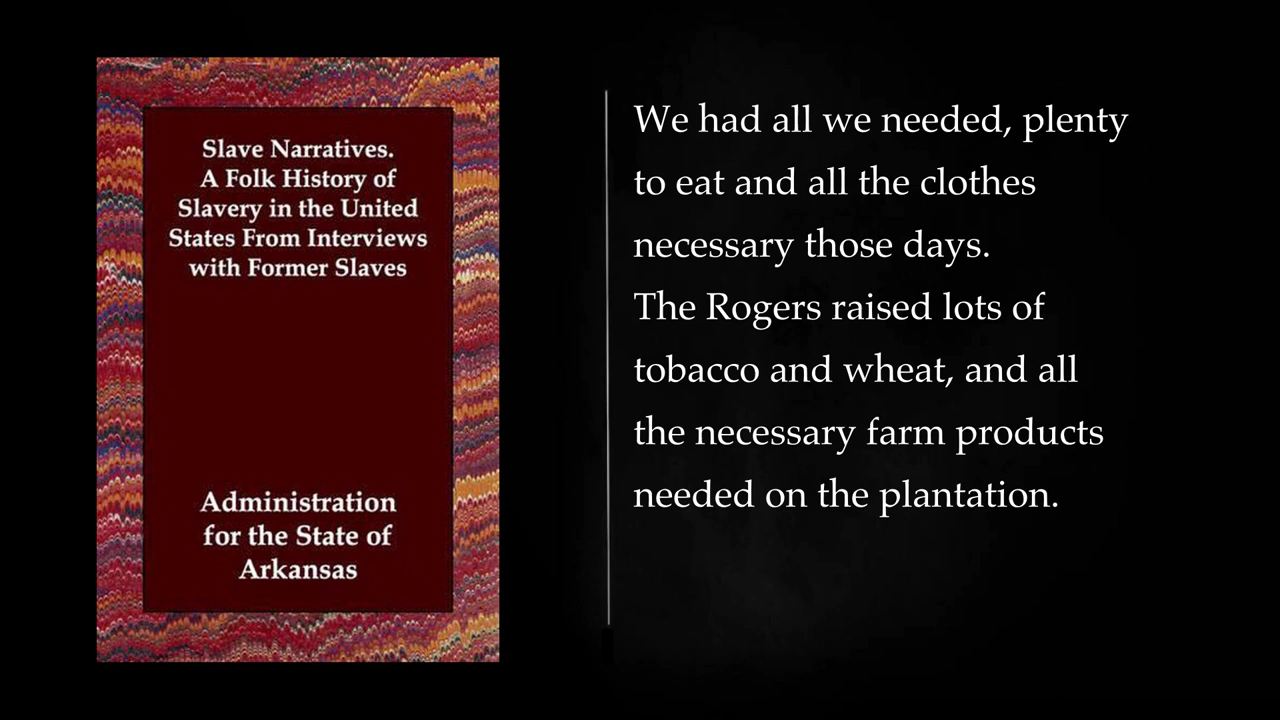 Slave Narratives.
A Folk History of
Slavery in the United
States From Interviews
with Former Slaves
Administration
for the State of
Arkansas
We had all we needed, plenty
to eat and all the clothes
necessary those days.
The Rogers raised lots of
tobacco and wheat, and all
the necessary farm products
needed on the plantation.